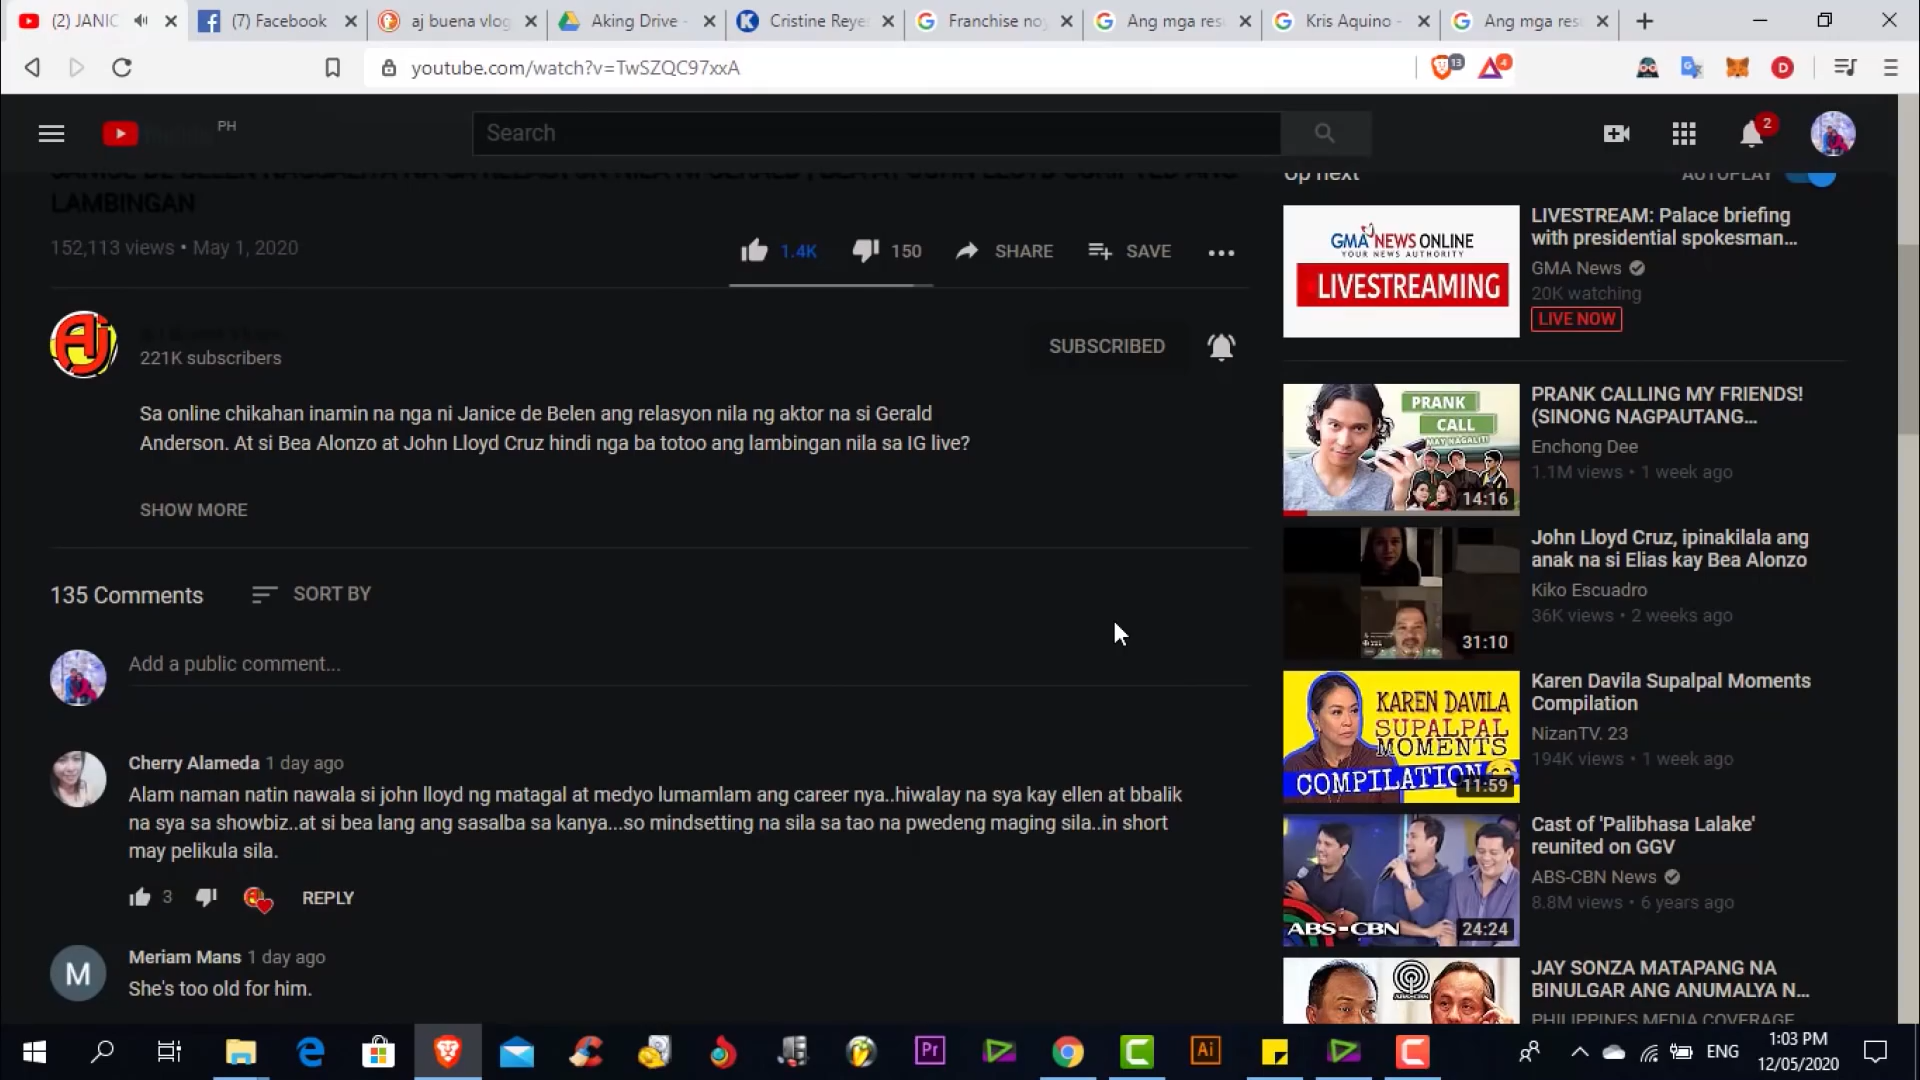 (2) JANIC
(7) Facebook
aj buena vlog
Aking Drive -
Cristine Reye
Franchise no
Ang mga res
Kris Aquino -
Ang mga res
youtube.com/watch?v=TwSZQC97xxA
13
4
PH
Search
2
LAMBINGAN
152,113 views • May 1, 2020
1.4K
150
SHARE
SAVE
Aj
221K subscribers
SUBSCRIBED
Sa online chikahan inamin na nga ni Janice de Belen ang relasyon nila ng aktor na si Gerald
Anderson. At si Bea Alonzo at John Lloyd Cruz hindi nga ba totoo ang lambingan nila sa IG live?
SHOW MORE
135 Comments
SORT BY
Add a public comment...
Cherry Alameda 1 day ago
Alam naman natin nawala si john lloyd ng matagal at medyo lumamlam ang career nya..hiwalay na sya kay ellen at bbalik
na sya sa showbiz..at si bea lang ang sasalba sa kanya...so mindsetting na sila sa tao na pwedeng maging sila..in short
may pelikula sila.
3
REPLY
M
Meriam Mans 1 day ago
She's too old for him.
Up next
AUTOPLAY
GMA NEWS ONLINE
YOUR NEWS AUTHORITY
LIVESTREAMING
LIVESTREAM: Palace briefing
with presidential spokesman...
GMA News
20K watching
LIVE NOW
PRANK
CALL
MAY NAGALIT!
14:16
PRANK CALLING MY FRIENDS!
(SINONG NAGPAUTANG...
Enchong Dee
1.1M views • 1 week ago
31:10
John Lloyd Cruz, ipinakilala ang
anak na si Elias kay Bea Alonzo
Kiko Escuadro
36K views • 2 weeks ago
KAREN DAVILA
SUPALPAL
MOMENTS
COMPILATION
11:59
Karen Davila Supalpal Moments
Compilation
NizanTV. 23
194K views • 1 week ago
ABS-CBN
24:24
Cast of 'Palibhasa Lalake'
reunited on GGV
ABS-CBN News
8.8M views • 6 years ago
JAY SONZA MATAPANG NA
BINULGAR ANG ANUMALYA N...
PHILIPPINES MEDIA COVERAGE
Pr
Ai
ENG
1:03 PM
12/05/2020